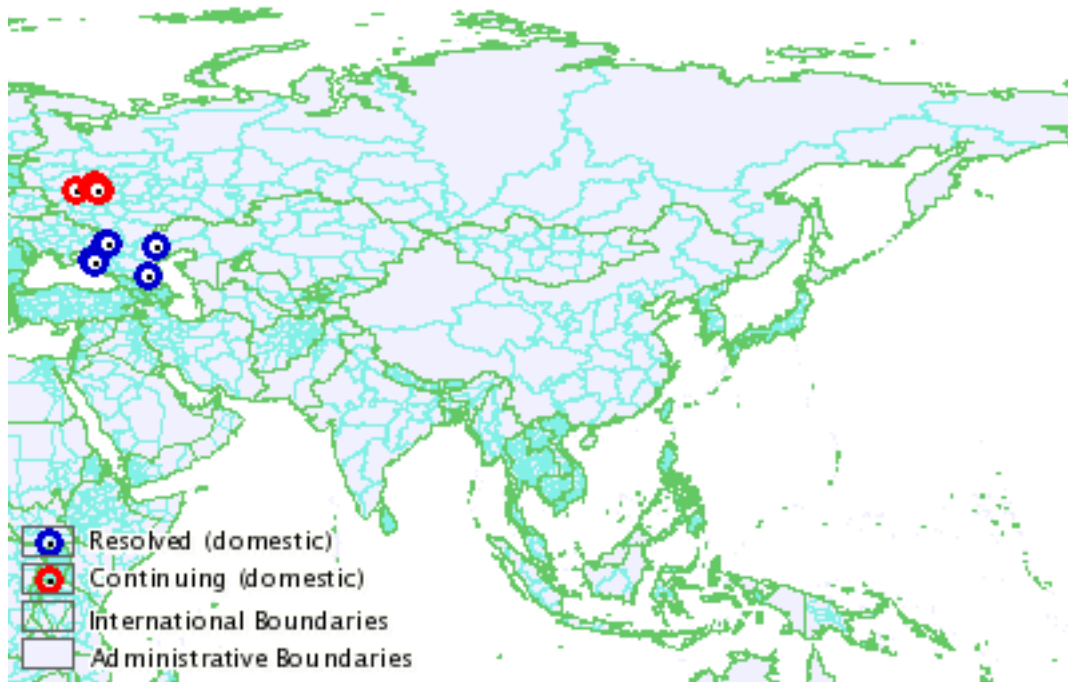 Resolved (domestic)
Continuing (domestic)
International Boundaries
Administrative Boundaries